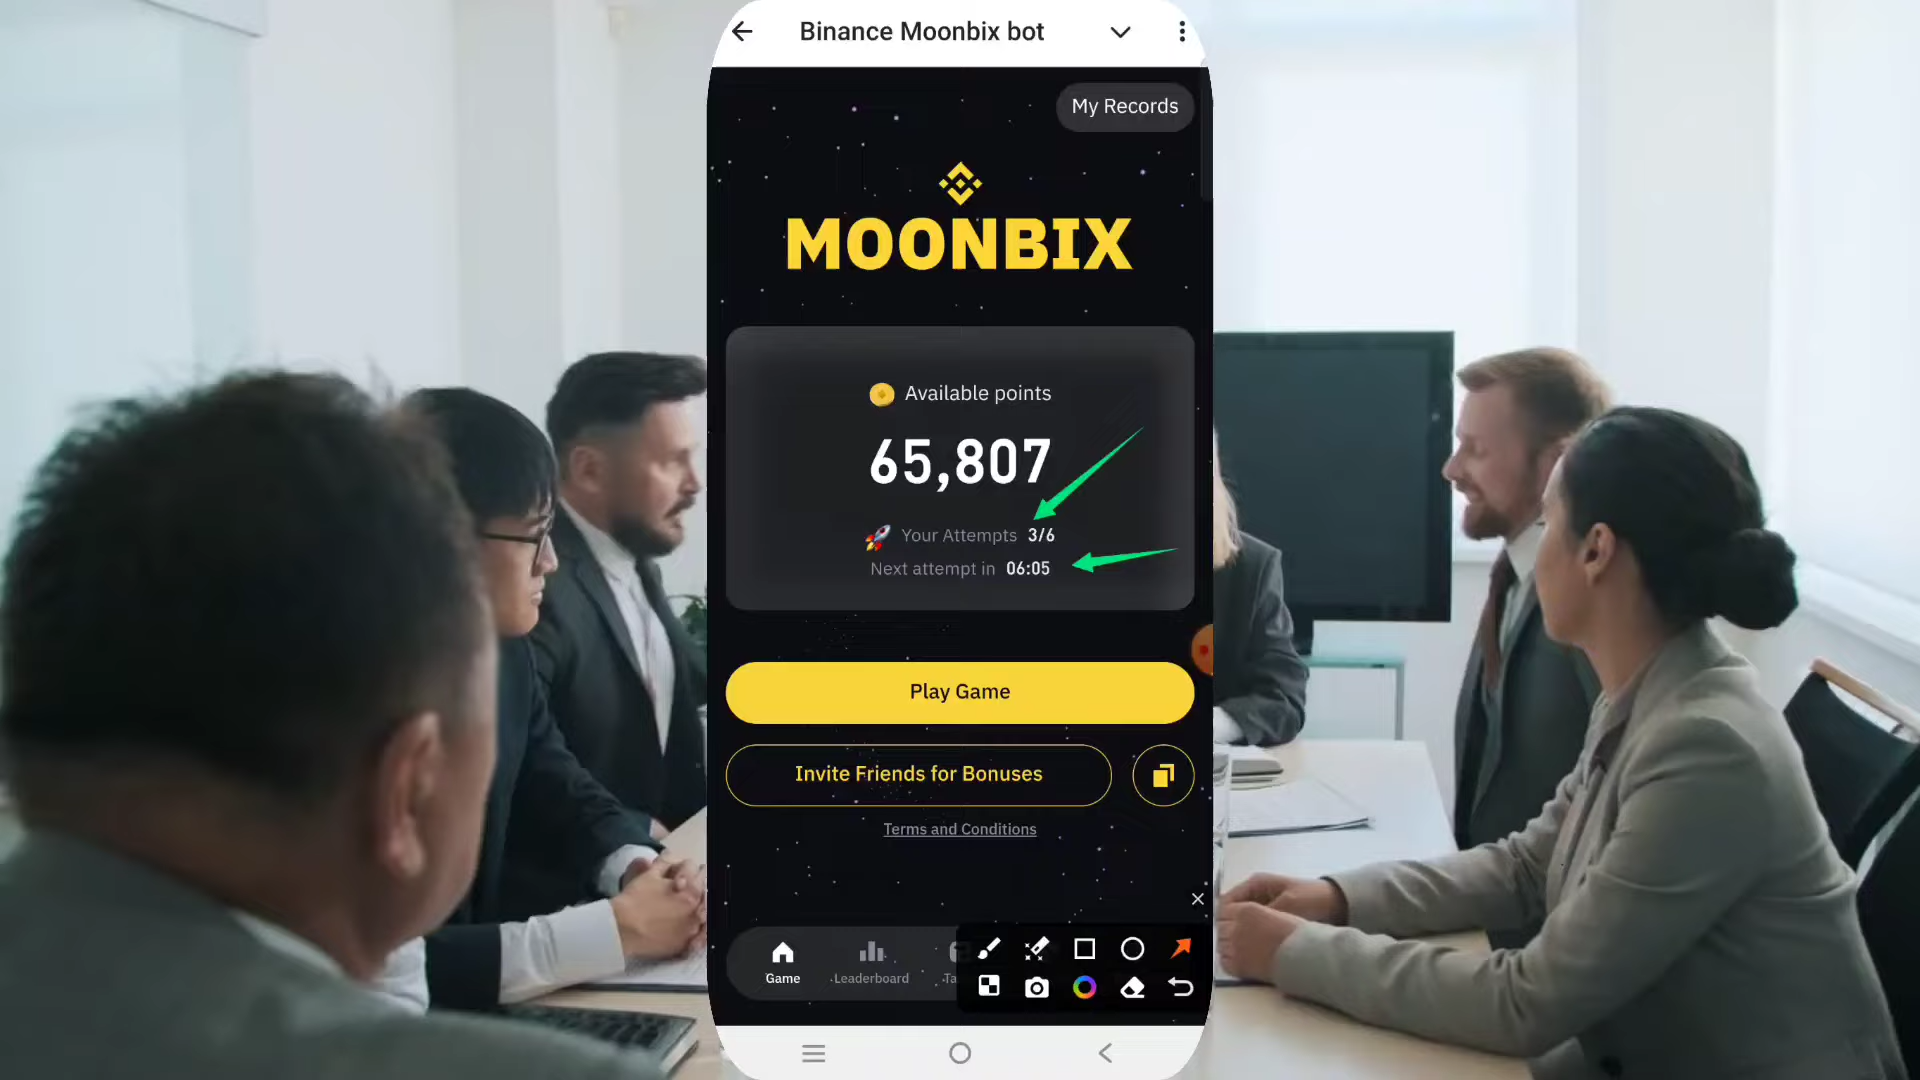 Binance Moonbix bot
My Records
MOONBIX
Available points
65,807
Your Attempts 3/6
Next attempt in 06:05
Play Game
Invite Friends for Bonuses
Terms and Conditions
Game
Leaderboard